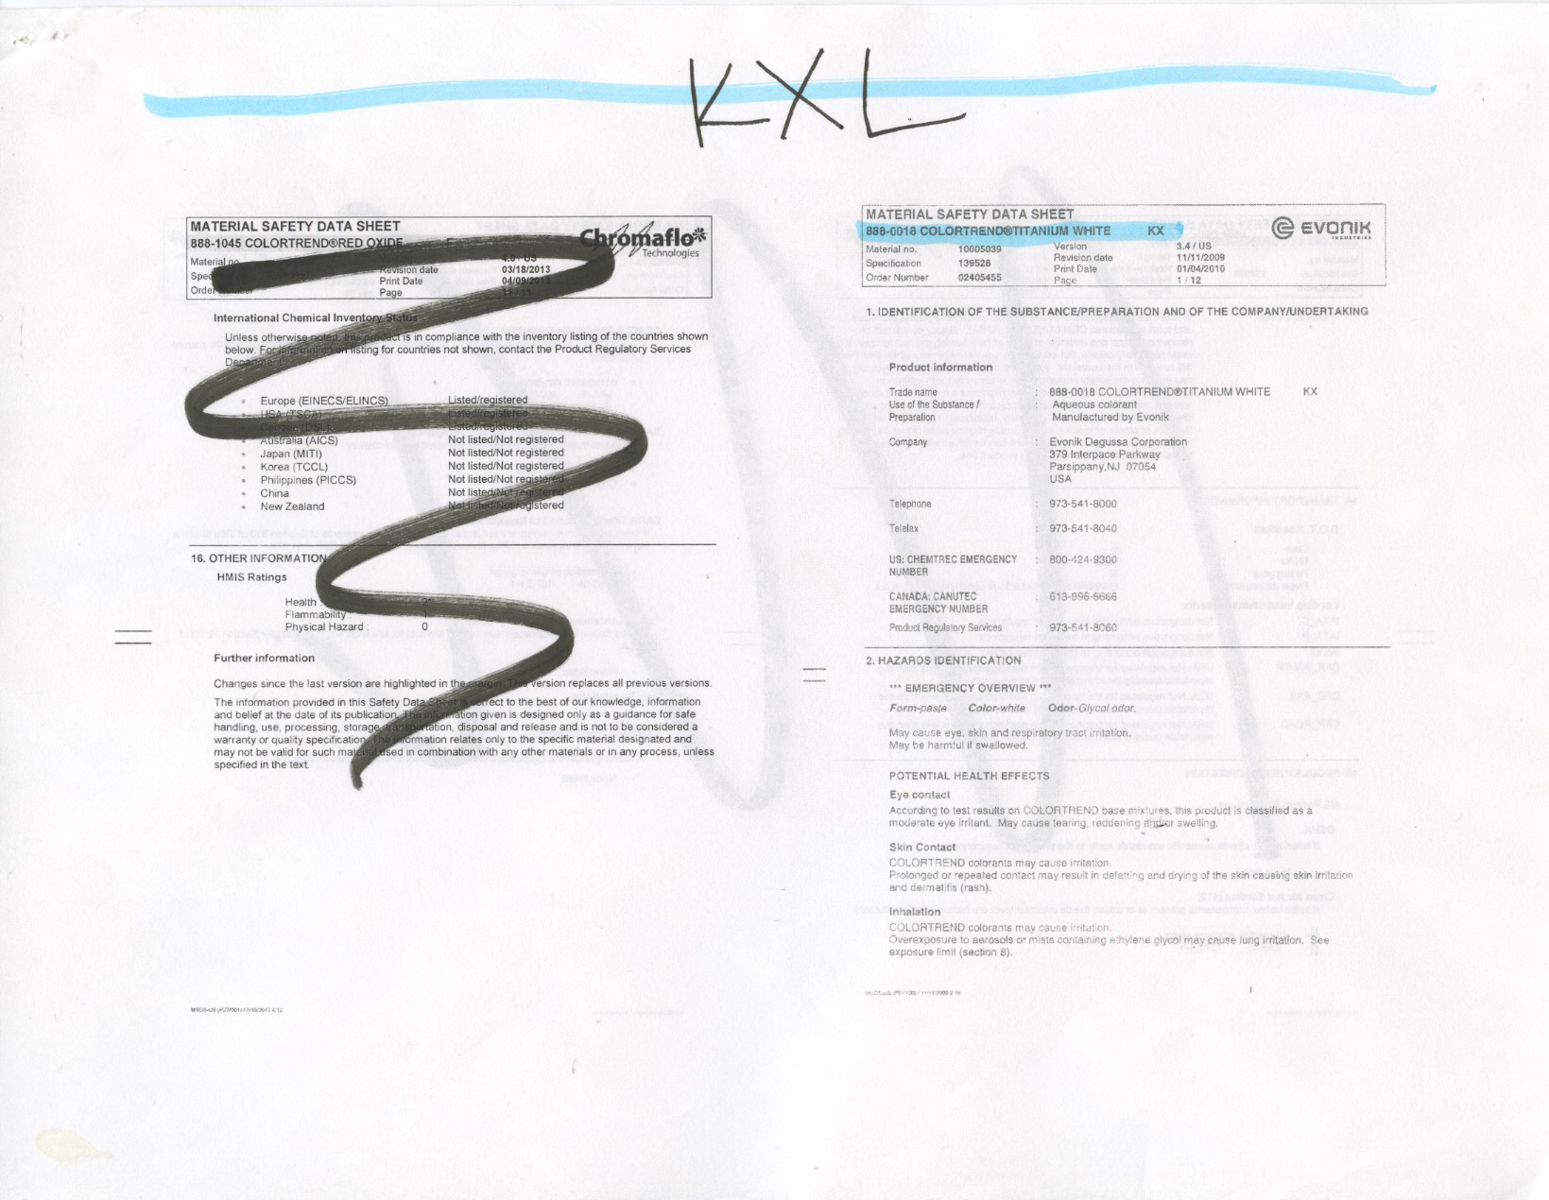 KXL
MATERIAL SAFETY DATA SHEET
888-1045 COLORTREND®RED OXIDE F
Chromaflo
Technologies
Material no.
4.0 / US
Revision date 03/18/2013
Print Date 04/09/2013
Order Number
Page 11 / 11
International Chemical Inventory Status
Unless otherwise noted, this product is in compliance with the inventory listing of the countries shown
below. For information on listing for countries not shown, contact the Product Regulatory Services
Department.
• Europe (EINECS/ELINCS) Listed/registered
• USA (TSCA) Listed/registered
• Canada (DSL) Listed/registered
• Australia (AICS) Not listed/Not registered
• Japan (MITI) Not listed/Not registered
• Korea (TCCL) Not listed/Not registered
• Philippines (PICCS) Not listed/Not registered
• China Not listed/Not registered
• New Zealand Not listed/Not registered
16. OTHER INFORMATION
HMIS Ratings
Health :
Flammability :
Physical Hazard : 0
Further information
Changes since the last version are highlighted in the margin. This version replaces all previous versions.
The information provided in this Safety Data Sheet is correct to the best of our knowledge, information
and belief at the date of its publication. The information given is designed only as a guidance for safe
handling, use, processing, storage, transportation, disposal and release and is not to be considered a
warranty or quality specification. The information relates only to the specific material designated and
may not be valid for such material used in combination with any other materials or in any process, unless
specified in the text.
MSDS-US (P27/001) / 3/18/2013 4:12
MATERIAL SAFETY DATA SHEET
888-0018 COLORTREND®TITANIUM WHITE KX
EVONIK
INDUSTRIES
Material no. 10005039 Version 3.4 / US
Specification 139528 Revision date 11/11/2009
Order Number 02405455 Print Date 01/04/2010
Page 1 / 12
1. IDENTIFICATION OF THE SUBSTANCE/PREPARATION AND OF THE COMPANY/UNDERTAKING
Product information
Trade name : 888-0018 COLORTREND®TITANIUM WHITE KX
Use of the Substance / : Aqueous colorant
Preparation Manufactured by Evonik
Company : Evonik Degussa Corporation
379 Interpace Parkway
Parsippany,NJ 07054
USA
Telephone : 973-541-8000
Telefax : 973-541-8040
US: CHEMTREC EMERGENCY : 800-424-9300
NUMBER
CANADA: CANUTEC : 613-996-6666
EMERGENCY NUMBER
Product Regulatory Services : 973-541-8060
2. HAZARDS IDENTIFICATION
*** EMERGENCY OVERVIEW ***
Form-paste Color-white Odor-Glycol odor.
May cause eye, skin and respiratory tract irritation.
May be harmful if swallowed.
POTENTIAL HEALTH EFFECTS
Eye contact
According to test results on COLORTREND base mixtures, this product is classified as a
moderate eye irritant. May cause tearing, reddening and/or swelling.
Skin Contact
COLORTREND colorants may cause irritation.
Prolonged or repeated contact may result in defatting and drying of the skin causing skin irritation
and dermatitis (rash).
Inhalation
COLORTREND colorants may cause irritation.
Overexposure to aerosols or mists containing ethylene glycol may cause lung irritation. See
exposure limit (section 8).